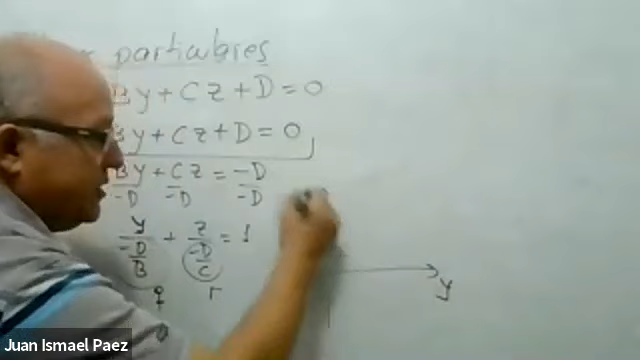 particulares
By + Cz + D = 0
By + Cz + D = 0
By/-D + Cz/-D = -D/-D
y/(-D/B) + z/(-D/C) = 1
q r
y
Juan Ismael Paez